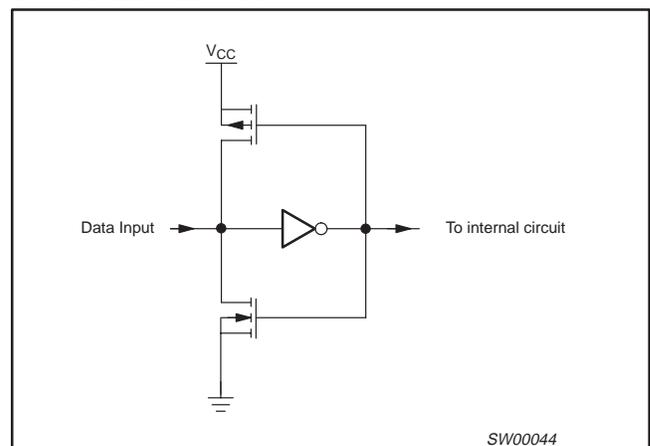 VCC
Data Input
To internal circuit
SW00044